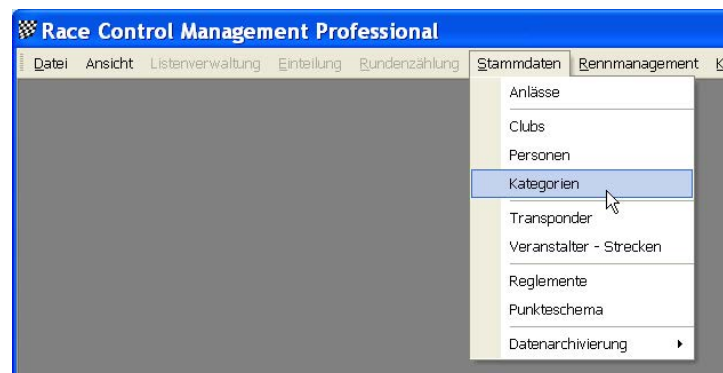 Race Control Management Professional
Datei Ansicht Listenverwaltung Einteilung Rundenzählung Stammdaten Rennmanagement K
Anlässe
Clubs
Personen
Kategorien
Transponder
Veranstalter - Strecken
Reglemente
Punkteschema
Datenarchivierung